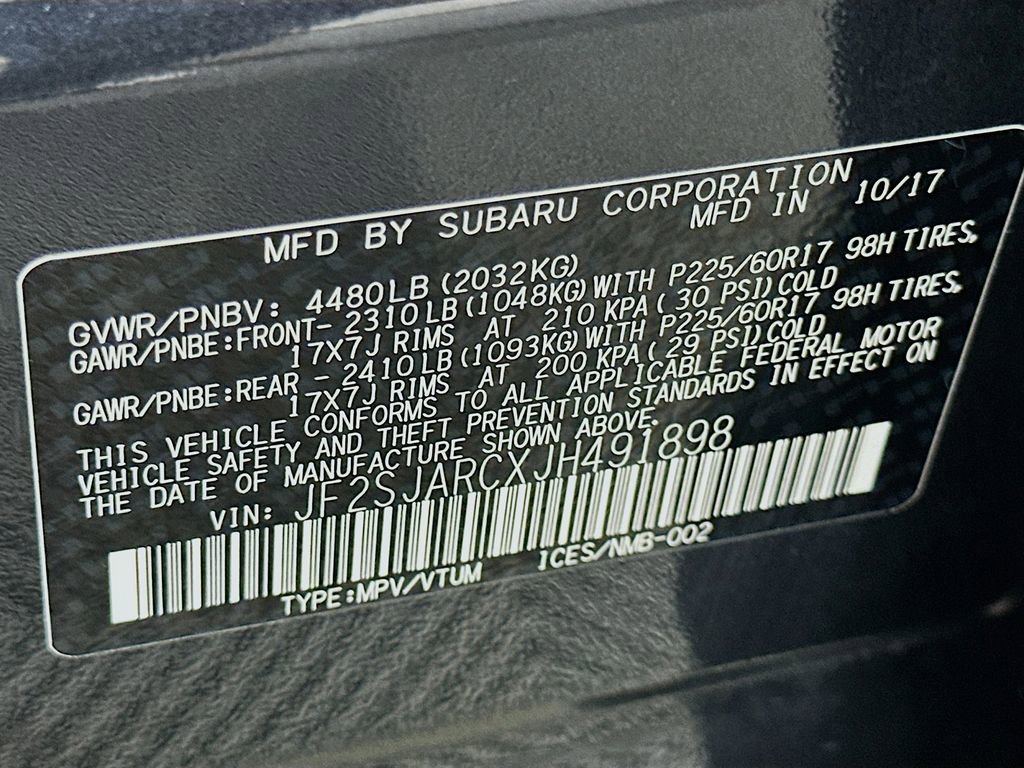 MFD BY SUBARU CORPORATION
MFD IN 10/17
GVWR/PNBV: 4480LB (2032KG)
GAWR/PNBE:FRONT- 2310LB (1048KG) WITH P225/60R17 98H TIRES,
17X7J RIMS AT 210 KPA ( 30 PSI) COLD
GAWR/PNBE:REAR - 2410LB (1093KG) WITH P225/60R17 98H TIRES,
17X7J RIMS AT 200 KPA ( 29 PSI) COLD
THIS VEHICLE CONFORMS TO ALL APPLICABLE FEDERAL MOTOR
VEHICLE SAFETY AND THEFT PREVENTION STANDARDS IN EFFECT ON
THE DATE OF MANUFACTURE SHOWN ABOVE.
VIN: JF2SJARCXJH491898
TYPE:MPV/VTUM ICES/NMB-002